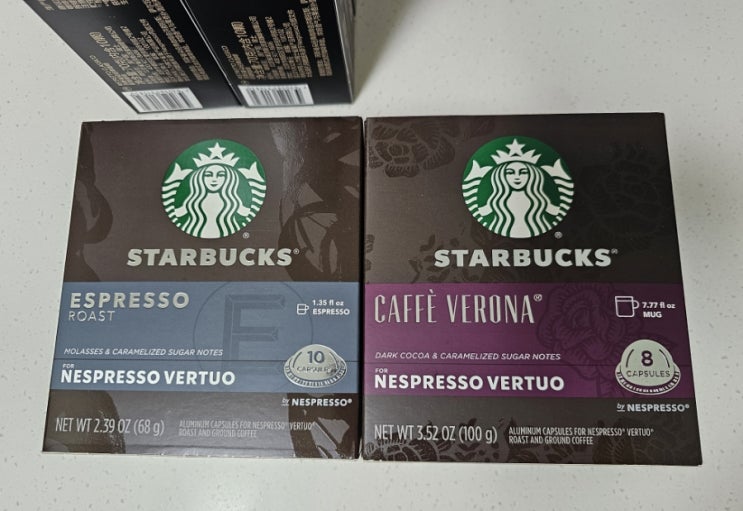 STARBUCKS®
ESPRESSO
ROAST
1.35 fl oz
ESPRESSO
MOLASSES & CARAMELIZED SUGAR NOTES
10
CAPSULES
FOR
NESPRESSO VERTUO
by NESPRESSO®
NET WT 2.39 OZ (68 g)
ALUMINUM CAPSULES FOR NESPRESSO® VERTUO®
ROAST AND GROUND COFFEE
STARBUCKS®
CAFFÈ VERONA®
7.77 fl oz
MUG
DARK COCOA & CARAMELIZED SUGAR NOTES
8
CAPSULES
FOR
NESPRESSO VERTUO
by NESPRESSO®
NET WT 3.52 OZ (100 g)
ALUMINUM CAPSULES FOR NESPRESSO® VERTUO®
ROAST AND GROUND COFFEE